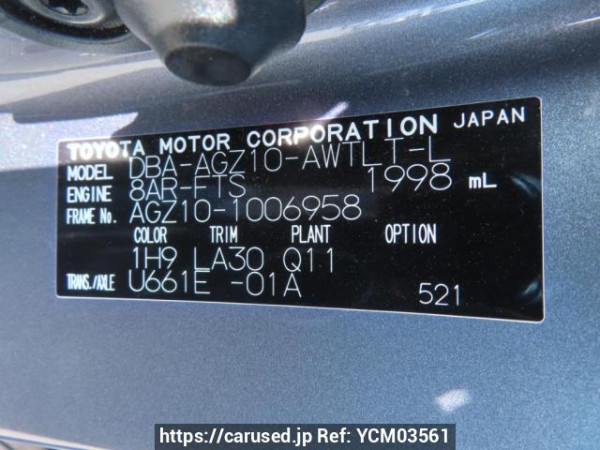 TOYOTA MOTOR CORPORATION JAPAN
MODEL DBA-AGZ10-AWTLT-L
ENGINE 8AR-FTS 1998 mL
FRAME No. AGZ10-1006958
COLOR TRIM PLANT OPTION
1H9 LA30 Q11
TRANS./AXLE U661E -01A 521
https://carused.jp Ref: YCM03561